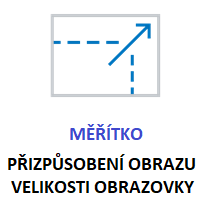 MĚŘÍTKO
PŘIZPŮSOBENÍ OBRAZU
VELIKOSTI OBRAZOVKY